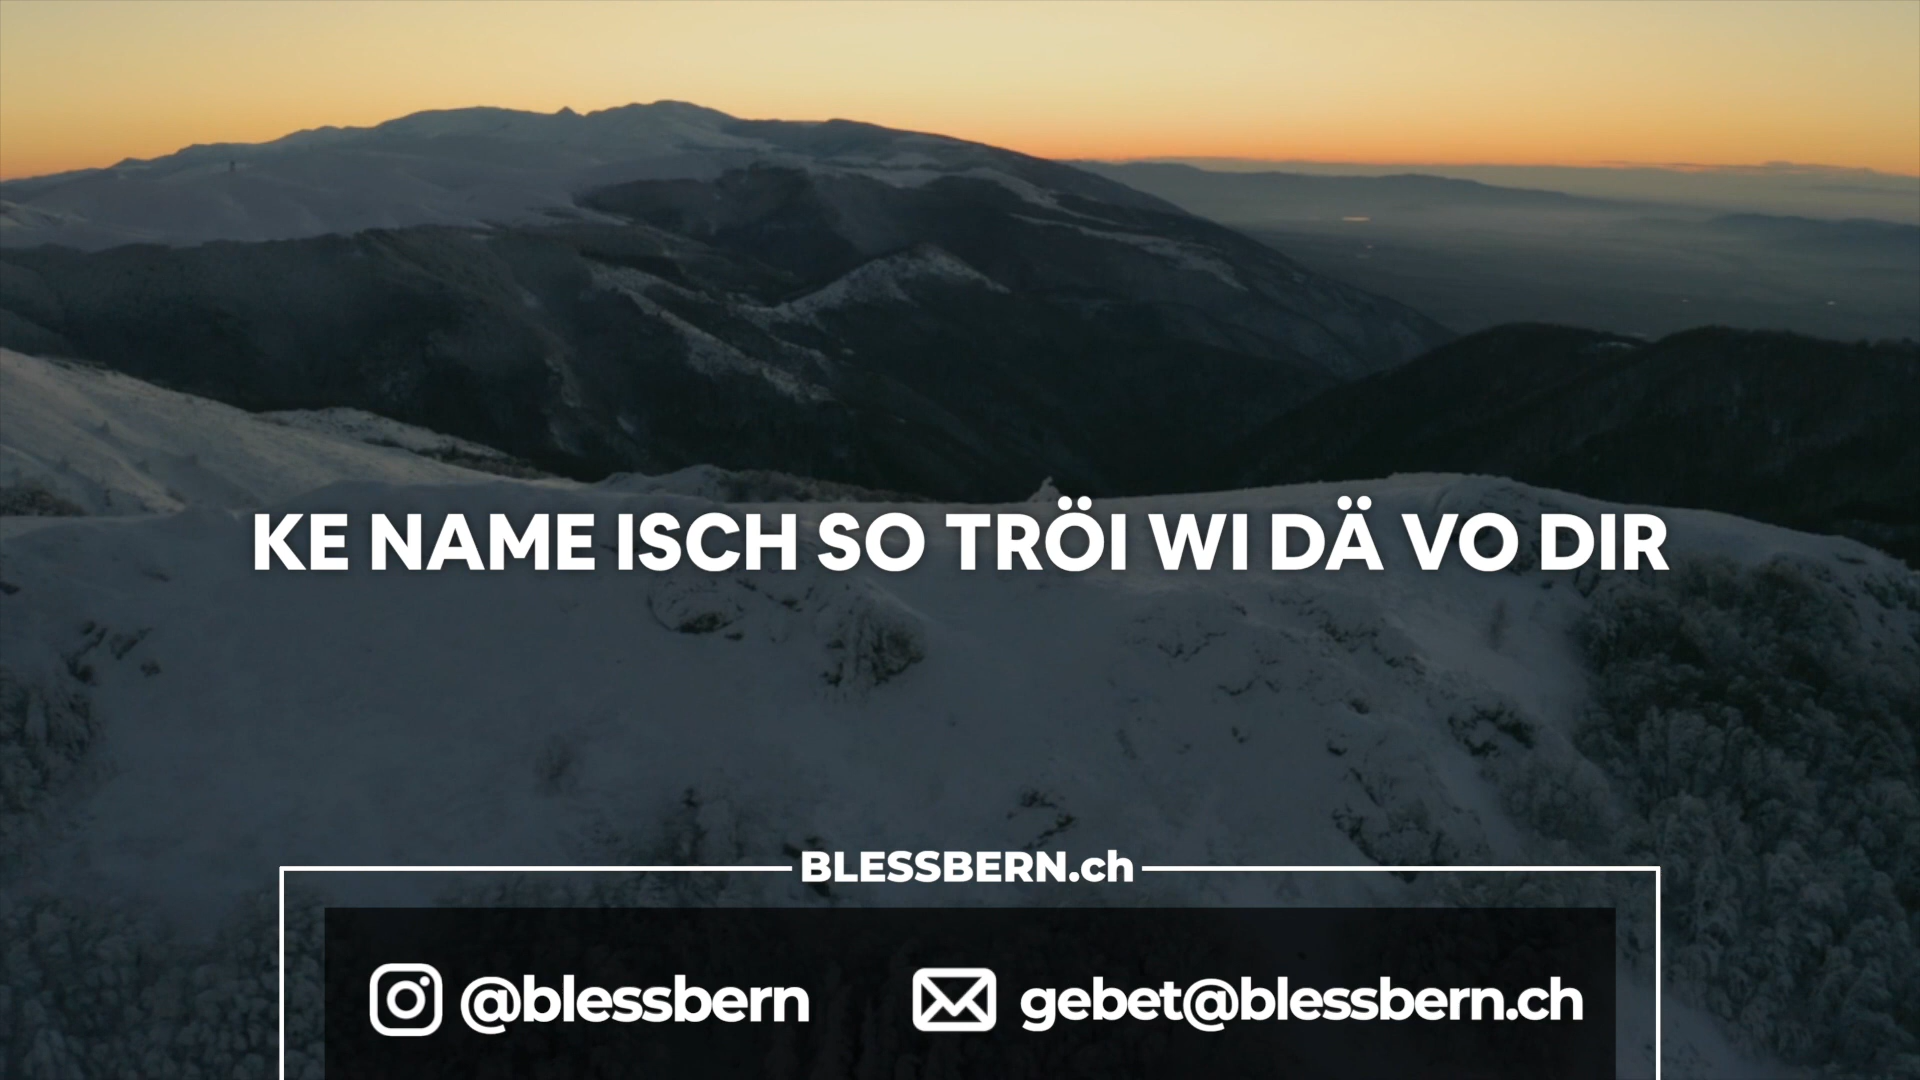 KE NAME ISCH SO TRÖI WI DÄ VO DIR
BLESSBERN.ch
@blessbern
gebet@blessbern.ch